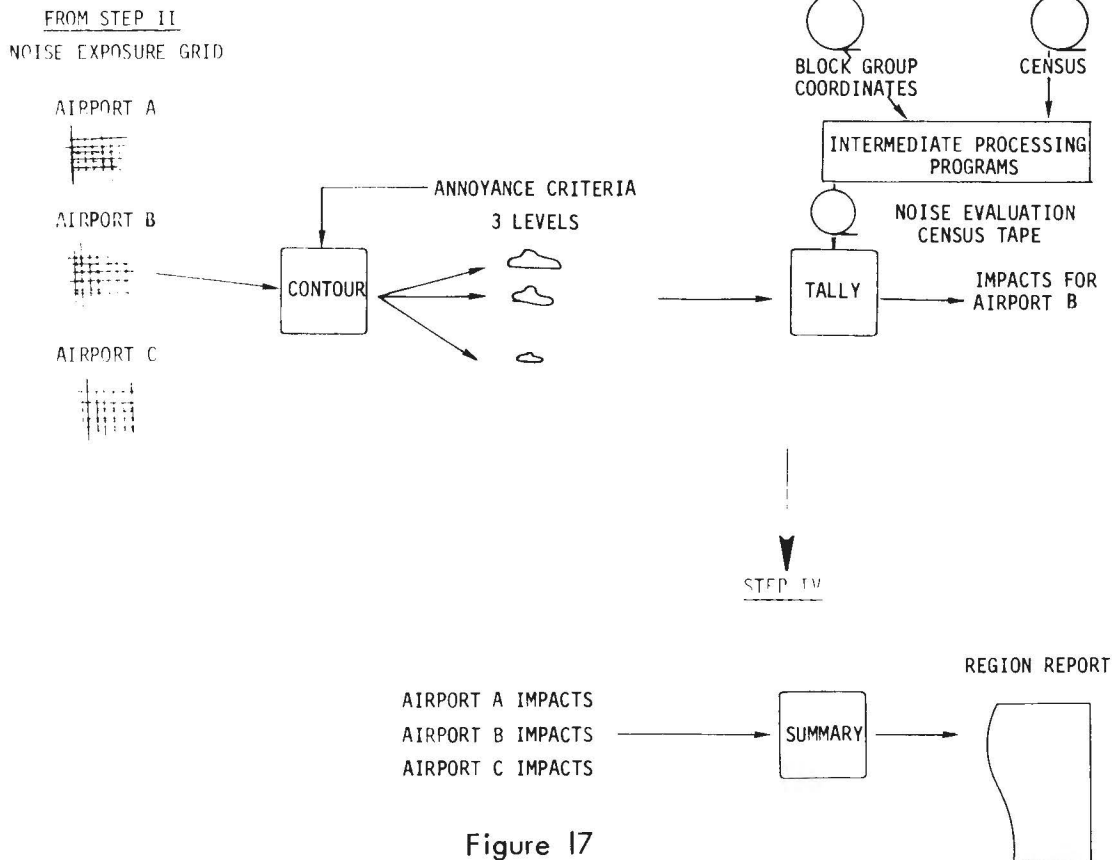 FROM STEP II
NOISE EXPOSURE GRID
AIRPORT A
AIRPORT B
AIRPORT C
CONTOUR
ANNOYANCE CRITERIA
3 LEVELS
BLOCK GROUP
COORDINATES
CENSUS
INTERMEDIATE PROCESSING
PROGRAMS
NOISE EVALUATION
CENSUS TAPE
TALLY
IMPACTS FOR
AIRPORT B
STEP IV
AIRPORT A IMPACTS
AIRPORT B IMPACTS
AIRPORT C IMPACTS
SUMMARY
REGION REPORT
Figure 17